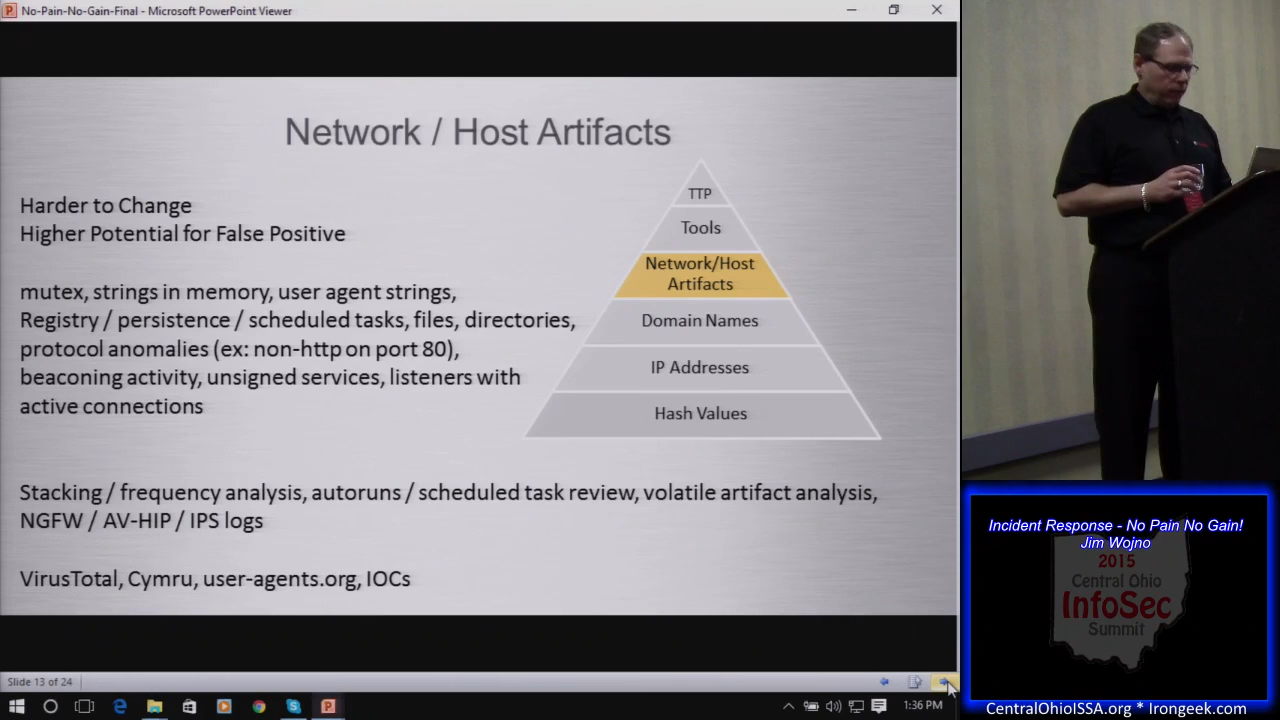 No-Pain-No-Gain-Final - Microsoft PowerPoint Viewer
Network / Host Artifacts
Harder to Change
Higher Potential for False Positive
mutex, strings in memory, user agent strings,
Registry / persistence / scheduled tasks, files, directories,
protocol anomalies (ex: non-http on port 80),
beaconing activity, unsigned services, listeners with
active connections
TTP
Tools
Network/Host
Artifacts
Domain Names
IP Addresses
Hash Values
Stacking / frequency analysis, autoruns / scheduled task review, volatile artifact analysis,
NGFW / AV-HIP / IPS logs
VirusTotal, Cymru, user-agents.org, IOCs
Slide 13 of 24
1:36 PM
Incident Response - No Pain No Gain!
Jim Wojno
2015
Central Ohio
InfoSec
Summit
CentralOhioISSA.org * Irongeek.com